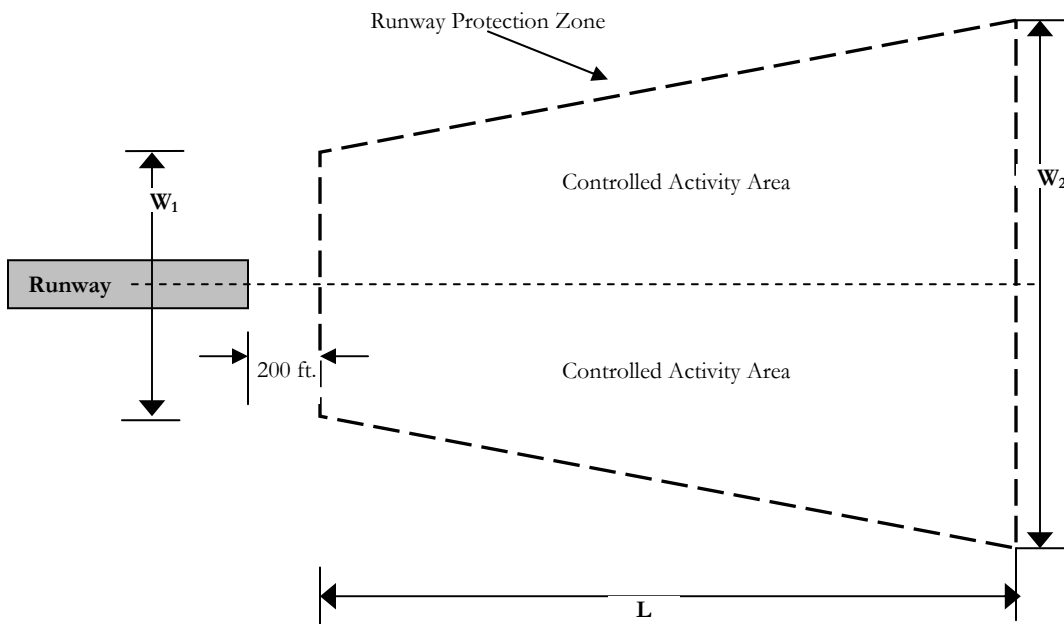 Runway Protection Zone
Controlled Activity Area
W₁
W₂
Runway
200 ft.
Controlled Activity Area
L